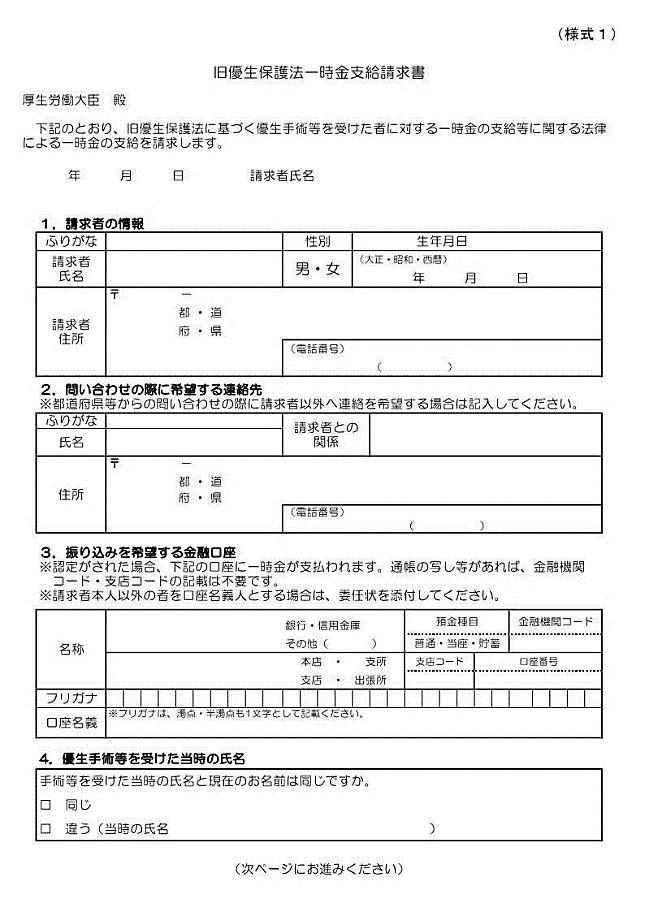 （様式１）
旧優生保護法一時金支給請求書
厚生労働大臣　殿
下記のとおり、旧優生保護法に基づく優生手術等を受けた者に対する一時金の支給等に関する法律
による一時金の支給を請求します。
年　　月　　日　　請求者氏名
１．請求者の情報
ふりがな　性別　生年月日
請求者
氏名
男・女
（大正・昭和・西暦）
年　　月　　日
請求者
住所
〒　　－
都・道
府・県
（電話番号）
（　　　）
２．問い合わせの際に希望する連絡先
※都道府県等からの問い合わせの際に請求者以外へ連絡を希望する場合は記入してください。
ふりがな
氏名
請求者との
関係
住所
〒　　－
都・道
府・県
（電話番号）
（　　　）
３．振り込みを希望する金融口座
※認定がされた場合、下記の口座に一時金が支払われます。通帳の写し等があれば、金融機関
コード・支店コードの記載は不要です。
※請求者本人以外の者を口座名義人とする場合は、委任状を添付してください。
名称
銀行・信用金庫
その他（　　　）
預金種目　金融機関コード
普通・当座・貯蓄
本店　・　支所
支店　・　出張所
支店コード　口座番号
フリガナ
口座名義
※フリガナは、濁点・半濁点も1文字として記載ください。
４．優生手術等を受けた当時の氏名
手術等を受けた当時の氏名と現在のお名前は同じですか。
□　同じ
□　違う（当時の氏名　　　　　）
（次ページにお進みください）